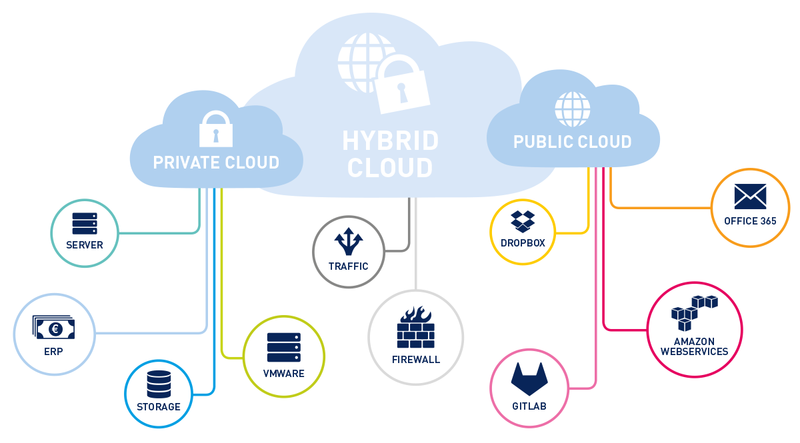 HYBRID
CLOUD
PRIVATE CLOUD
PUBLIC CLOUD
SERVER
TRAFFIC
DROPBOX
OFFICE 365
ERP
€
VMWARE
STORAGE
FIREWALL
GITLAB
AMAZON
WEBSERVICES